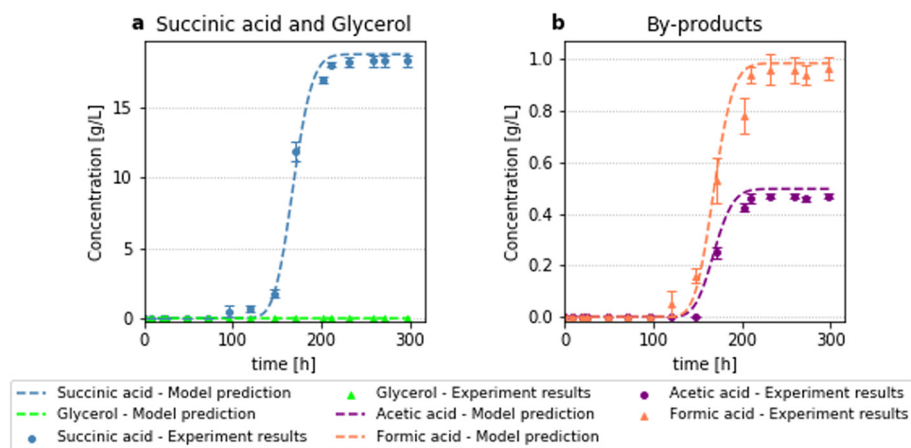 a Succinic acid and Glycerol
Concentration [g/L]
15
10
5
0
0 100 200 300
time [h]
b By-products
Concentration [g/L]
1.0
0.8
0.6
0.4
0.2
0.0
0 100 200 300
time [h]
Succinic acid - Model prediction
Glycerol - Model prediction
Succinic acid - Experiment results
Glycerol - Experiment results
Acetic acid - Model prediction
Formic acid - Model prediction
Acetic acid - Experiment results
Formic acid - Experiment results